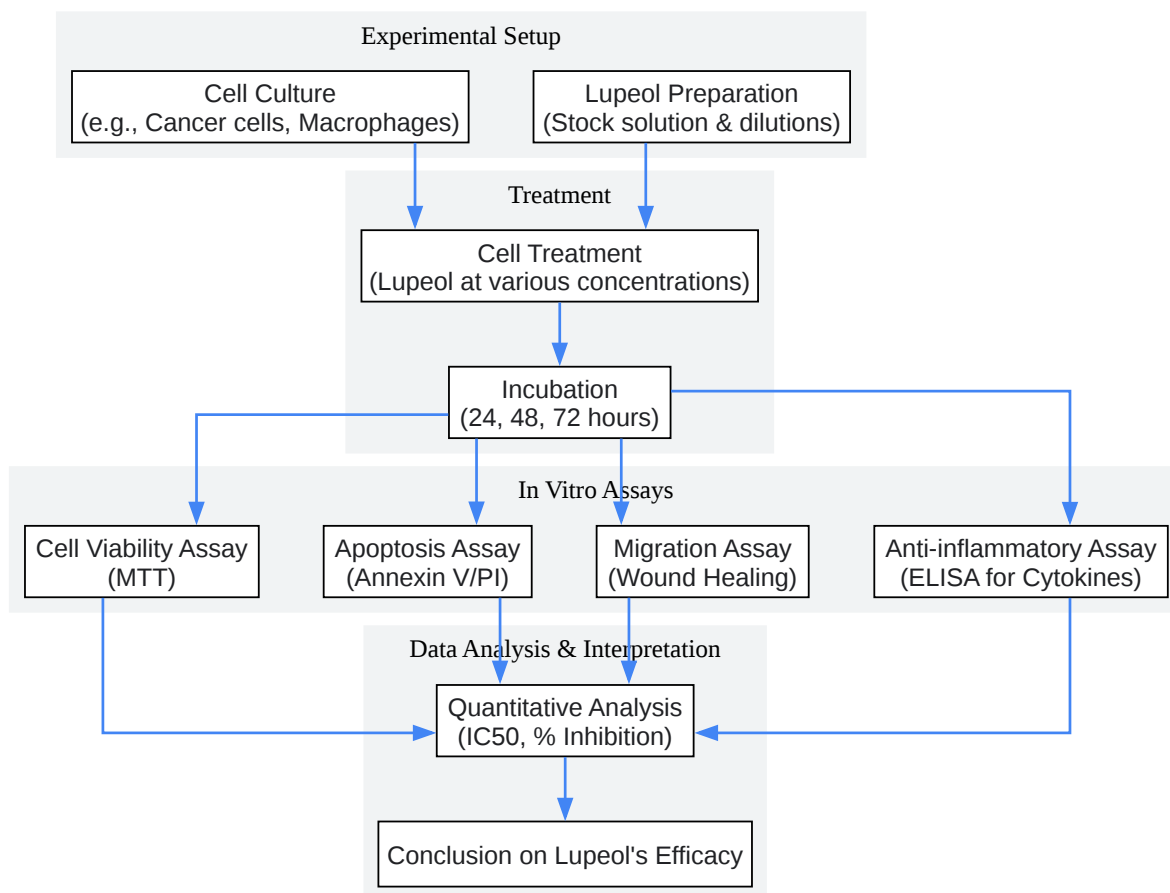 Experimental Setup
Cell Culture
(e.g., Cancer cells, Macrophages)
Lupeol Preparation
(Stock solution & dilutions)
Treatment
Cell Treatment
(Lupeol at various concentrations)
Incubation
(24, 48, 72 hours)
In Vitro Assays
Cell Viability Assay
(MTT)
Apoptosis Assay
(Annexin V/PI)
Migration Assay
(Wound Healing)
Anti-inflammatory Assay
(ELISA for Cytokines)
Data Analysis & Interpretation
Quantitative Analysis
(IC50, % Inhibition)
Conclusion on Lupeol's Efficacy